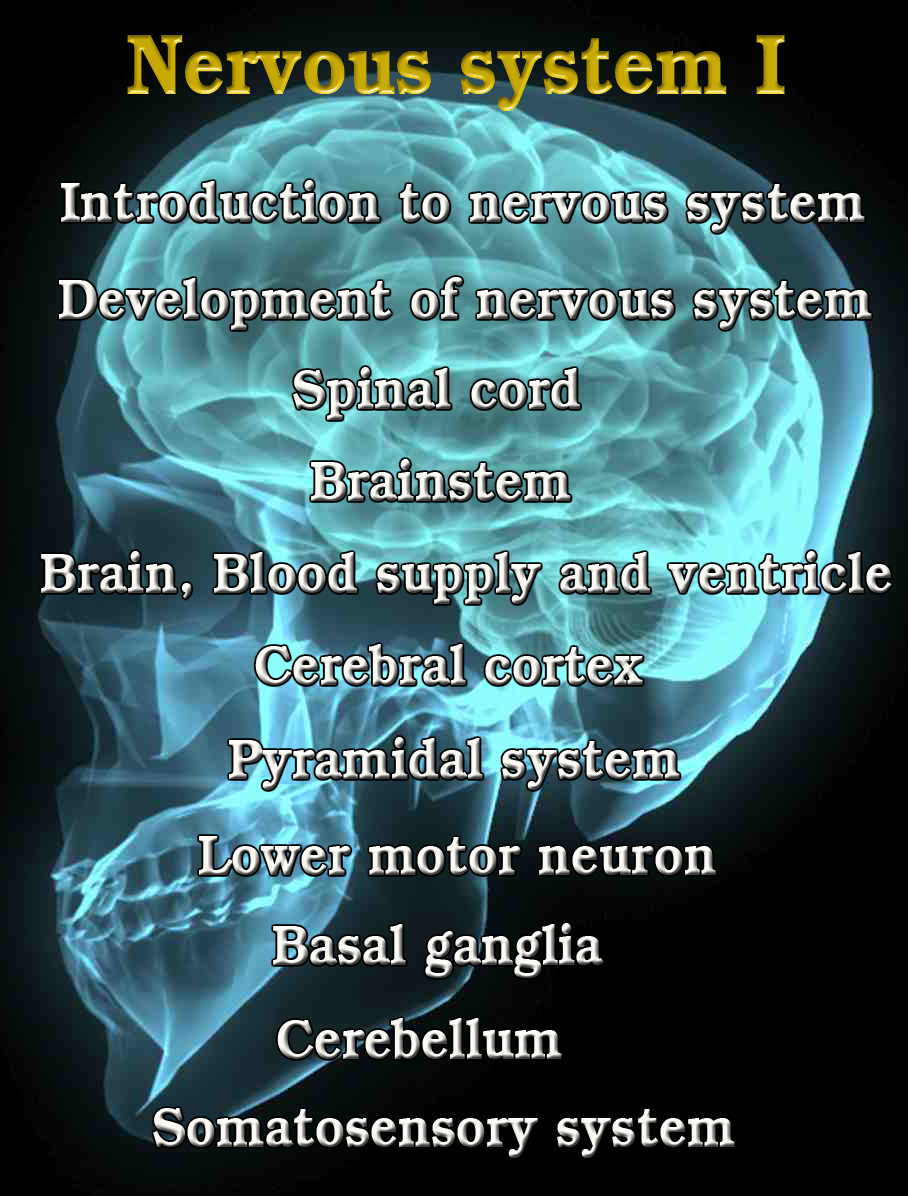 Nervous system I
Introduction to nervous system
Development of nervous system
Spinal cord
Brainstem
Brain, Blood supply and ventricle
Cerebral cortex
Pyramidal system
Lower motor neuron
Basal ganglia
Cerebellum
Somatosensory system